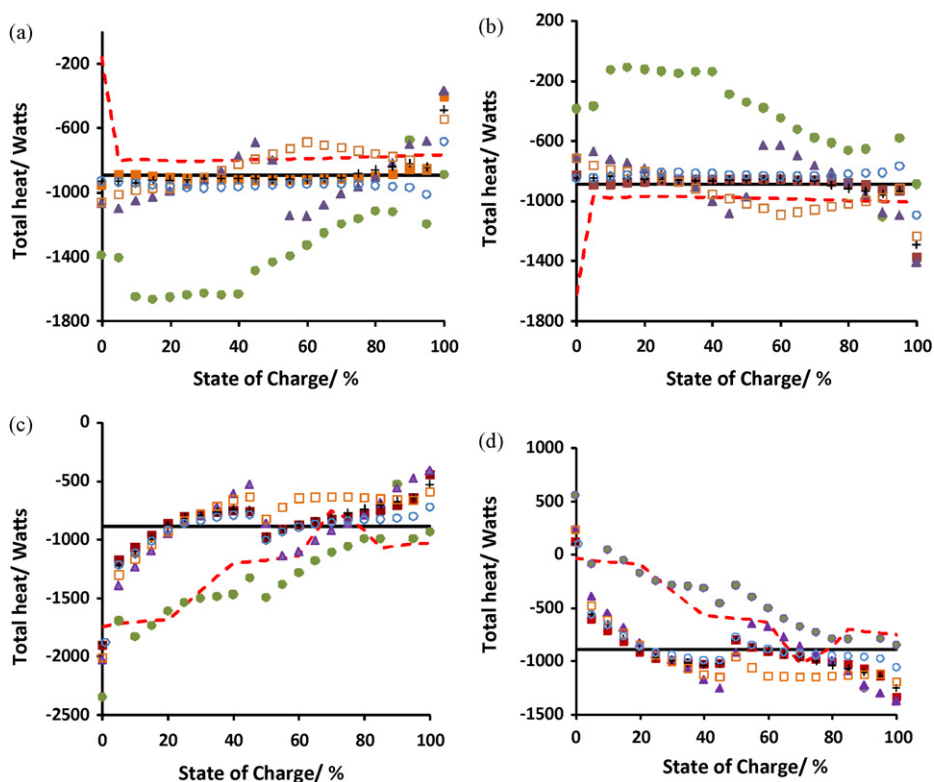 (a)
-200
-600
-1000
-1400
-1800
Total heat/ Watts
0 20 40 60 80 100
State of Charge/ %
(b)
200
-200
-600
-1000
-1400
-1800
Total heat/ Watts
0 20 40 60 80 100
State of Charge/ %
(c)
0
-500
-1000
-1500
-2000
-2500
Total heat/ Watts
0 20 40 60 80 100
State of Charge/ %
(d)
1000
500
0
-500
-1000
-1500
Total heat/ Watts
0 20 40 60 80 100
State of Charge/ %